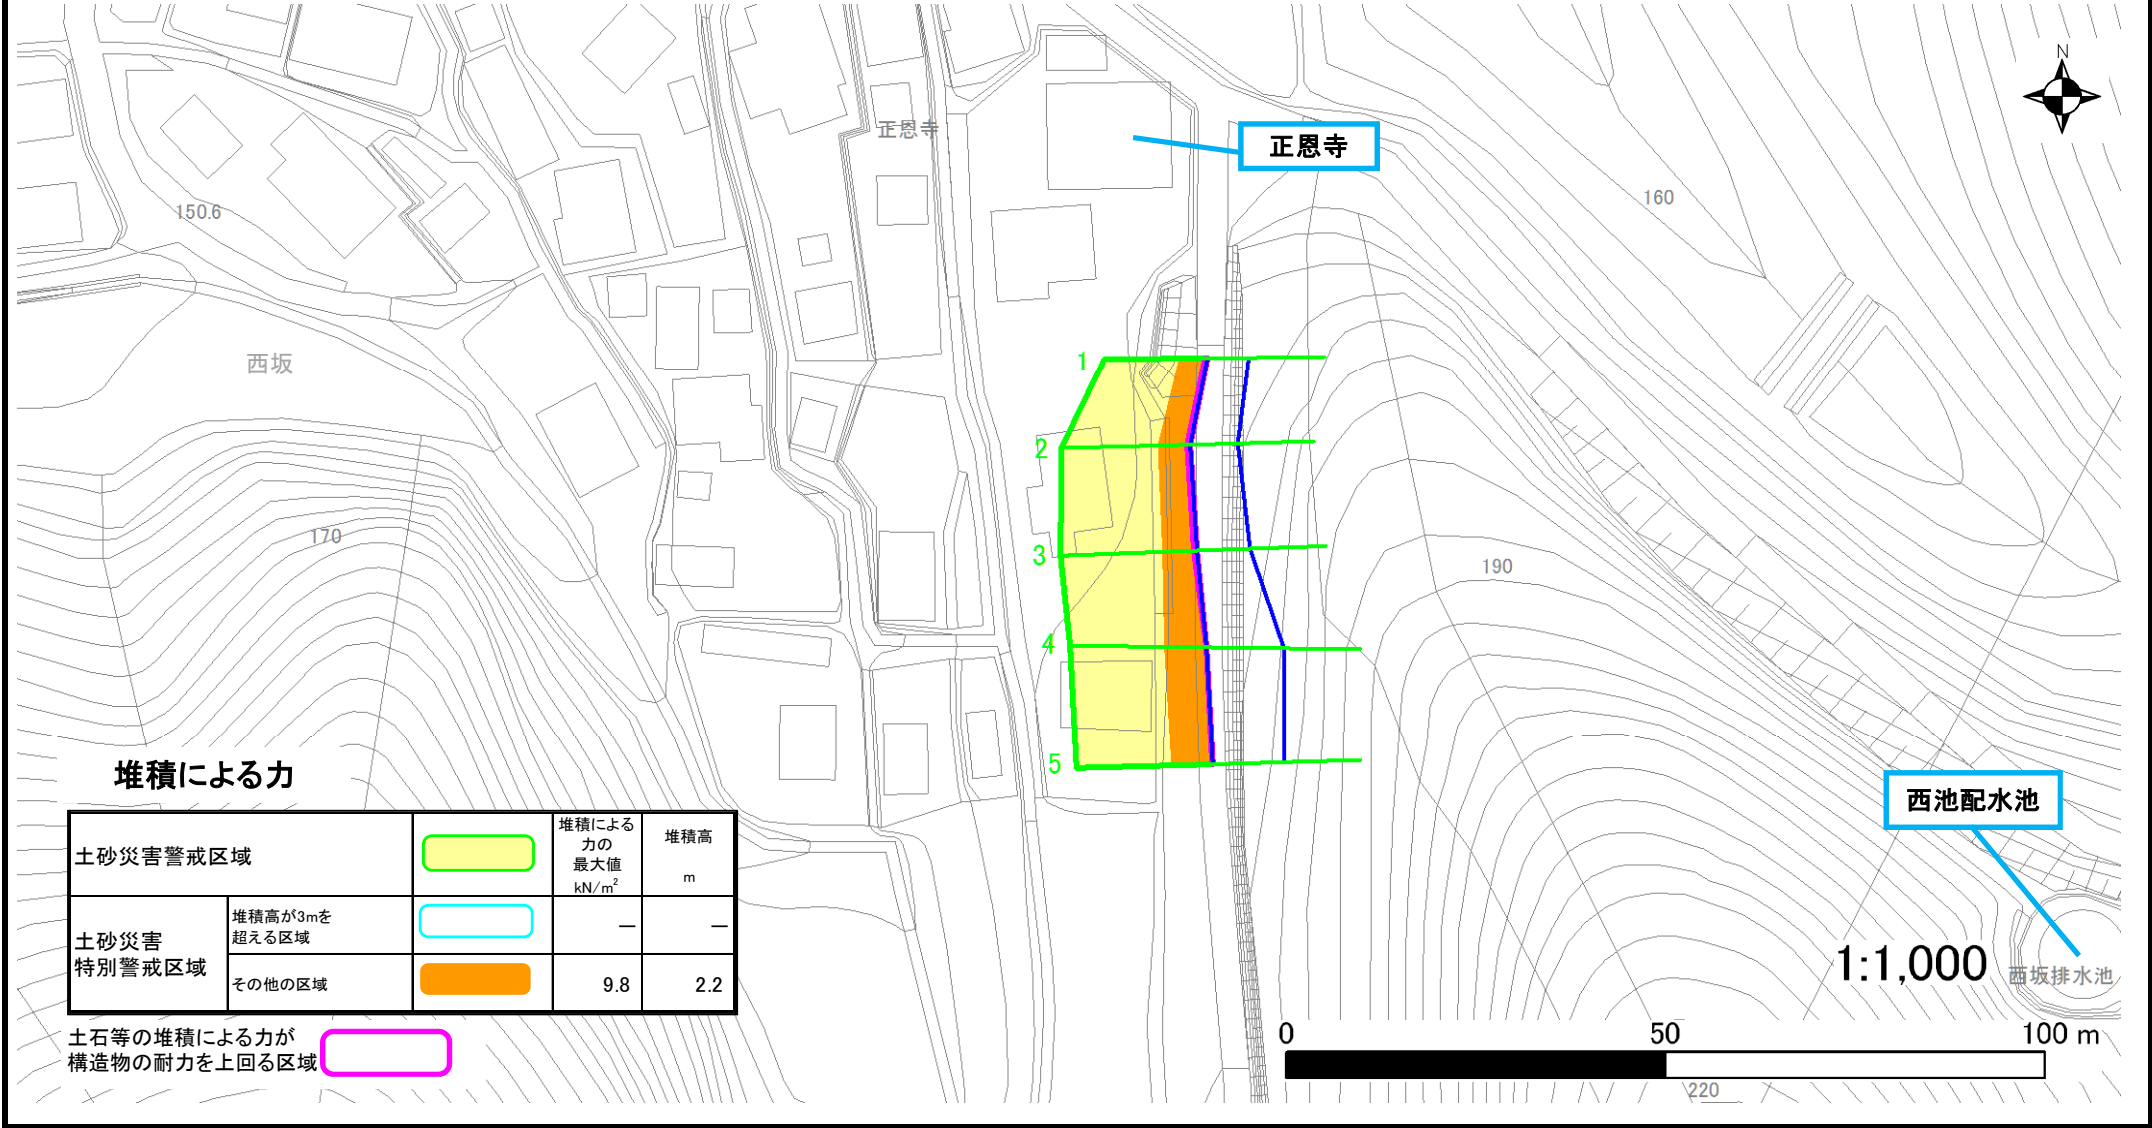 N
正恩寺
正恩寺
160
150.6
西坂
1
2
3
4
5
170
190
西池配水池
堆積による力
土砂災害警戒区域
堆積による
力の
最大値
kN/m²
堆積高
m
土砂災害
特別警戒区域
堆積高が3mを
超える区域
―
―
その他の区域
9.8
2.2
土石等の堆積による力が
構造物の耐力を上回る区域
1:1,000
西坂排水池
0
50
100 m
220